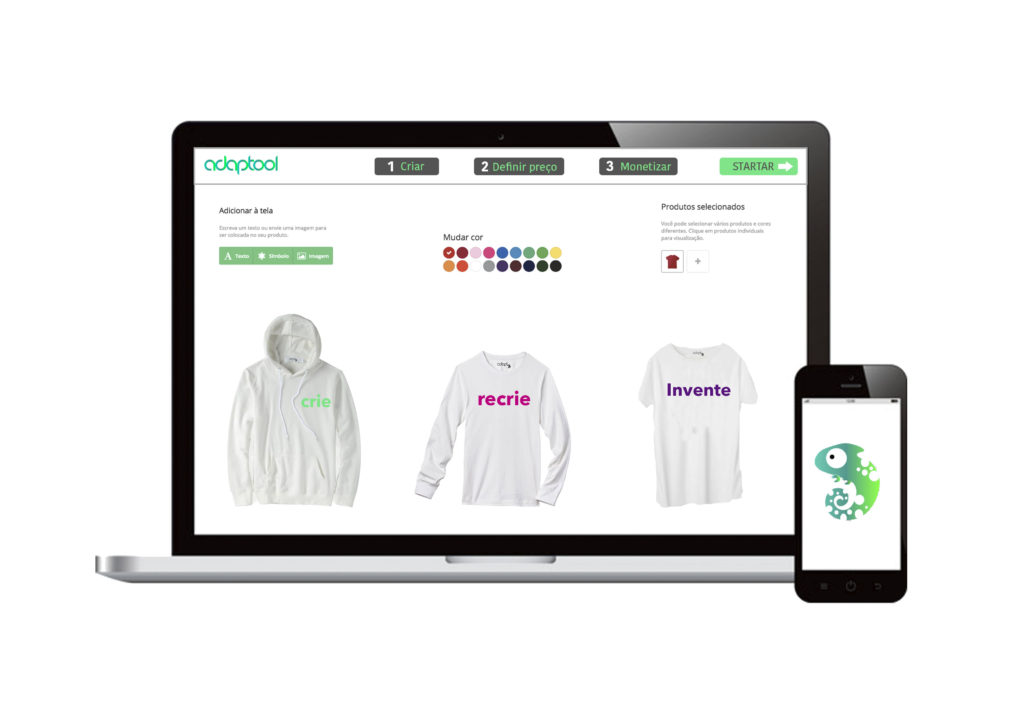 adaptool
1 Criar
2 Definir preço
3 Monetizar
STARTAR
Adicionar à tela
Escreva um texto ou envie uma imagem para
ser colocada no seu produto.
Texto
Símbolo
Imagem
Mudar cor
Produtos selecionados
Você pode selecionar vários produtos e cores
diferentes. Clique em produtos individuais
para visualização.
+
crie
recrie
Invente